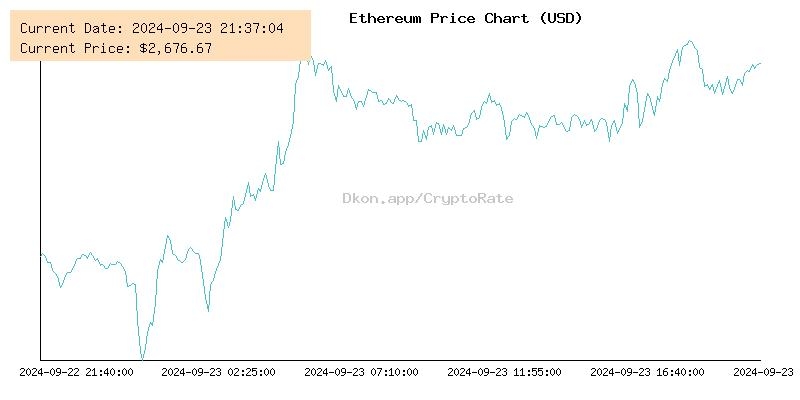 Ethereum Price Chart (USD)
Current Date: 2024-09-23 21:37:04
Current Price: $2,676.67
Dkon.app/CryptoRate
2024-09-22 21:40:00 2024-09-23 02:25:00 2024-09-23 07:10:00 2024-09-23 11:55:00 2024-09-23 16:40:00 2024-09-23